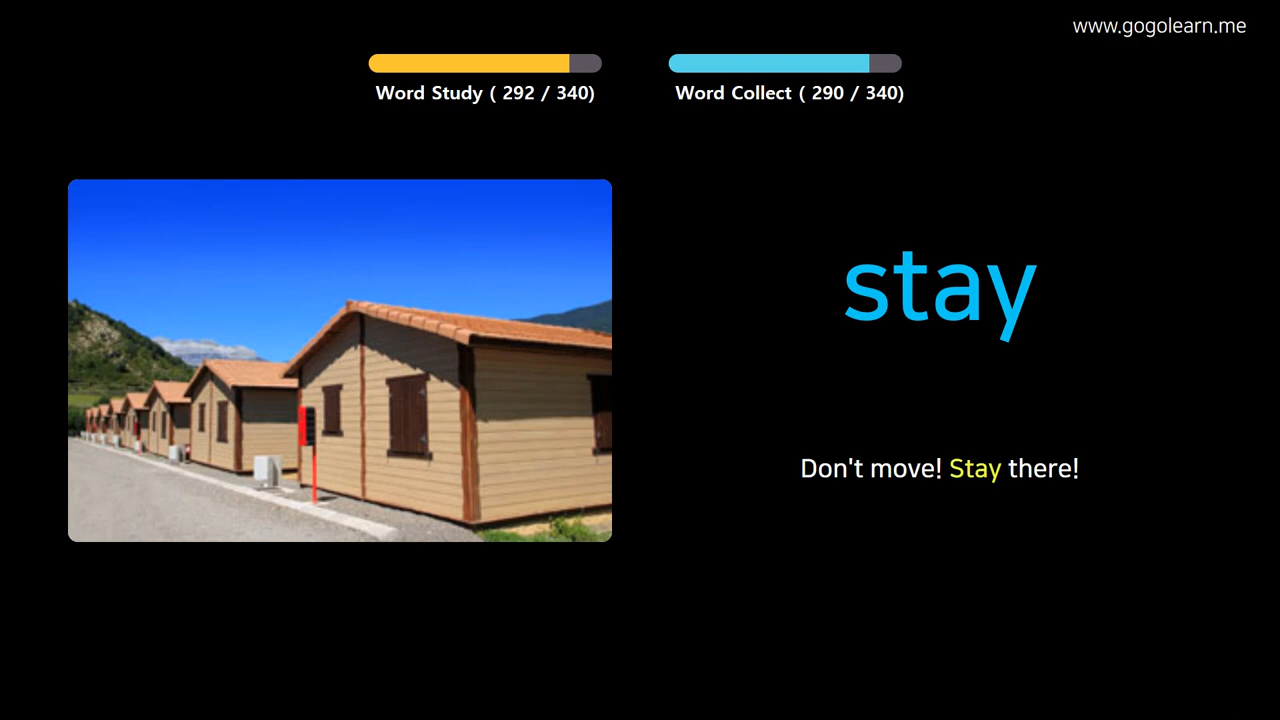 www.gogolearn.me
Word Study ( 292 / 340)
Word Collect ( 290 / 340)
stay
Don't move! Stay there!